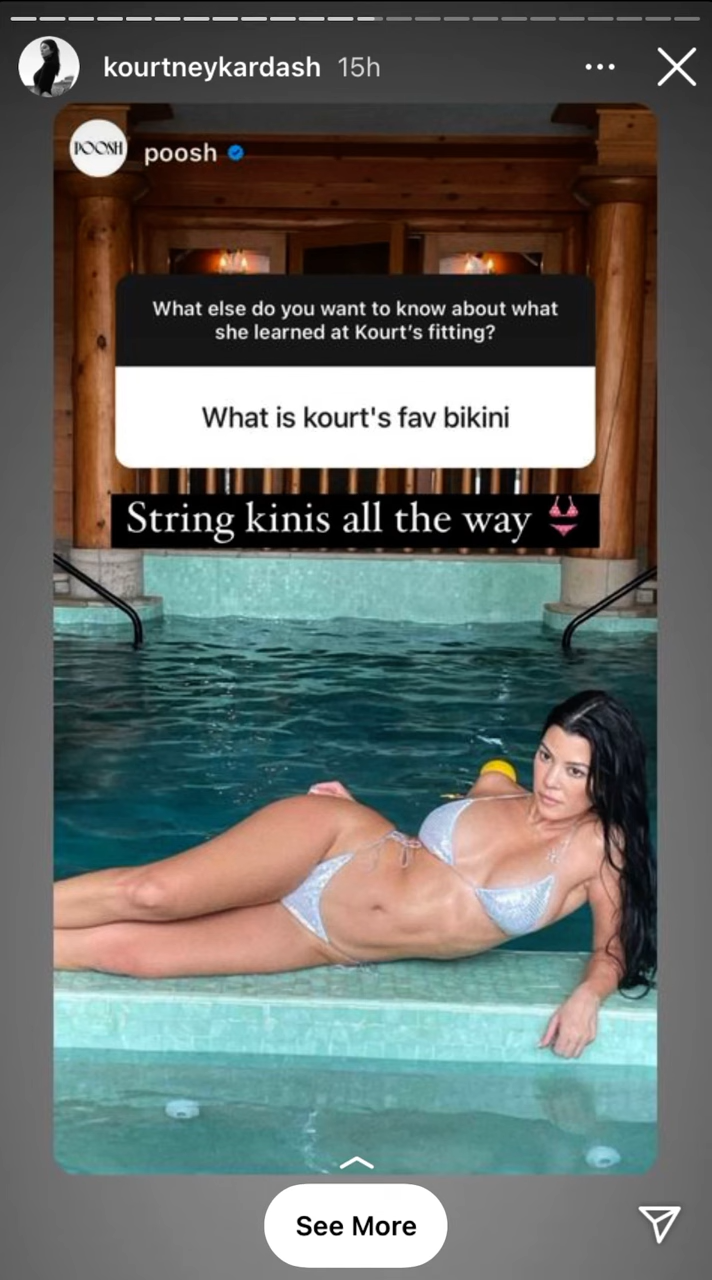 kourtneykardash 15h
POOSH
poosh
What else do you want to know about what
she learned at Kourt’s fitting?
What is kourt's fav bikini
String kinis all the way 👙
See More